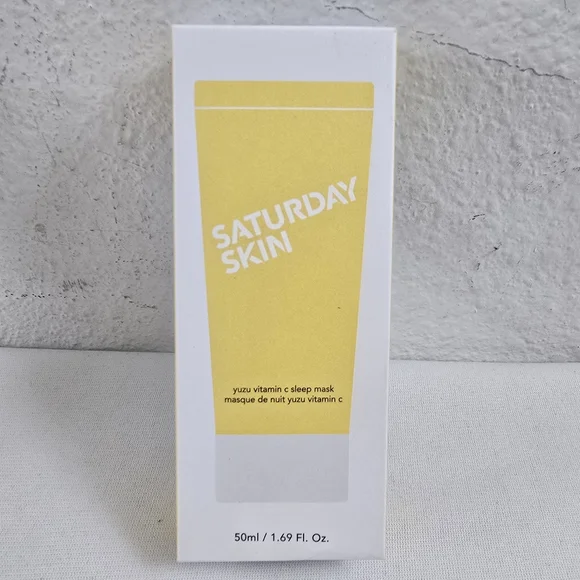 SATURDAY
SKIN
yuzu vitamin c sleep mask
masque de nuit yuzu vitamin c
50ml / 1.69 Fl. Oz.